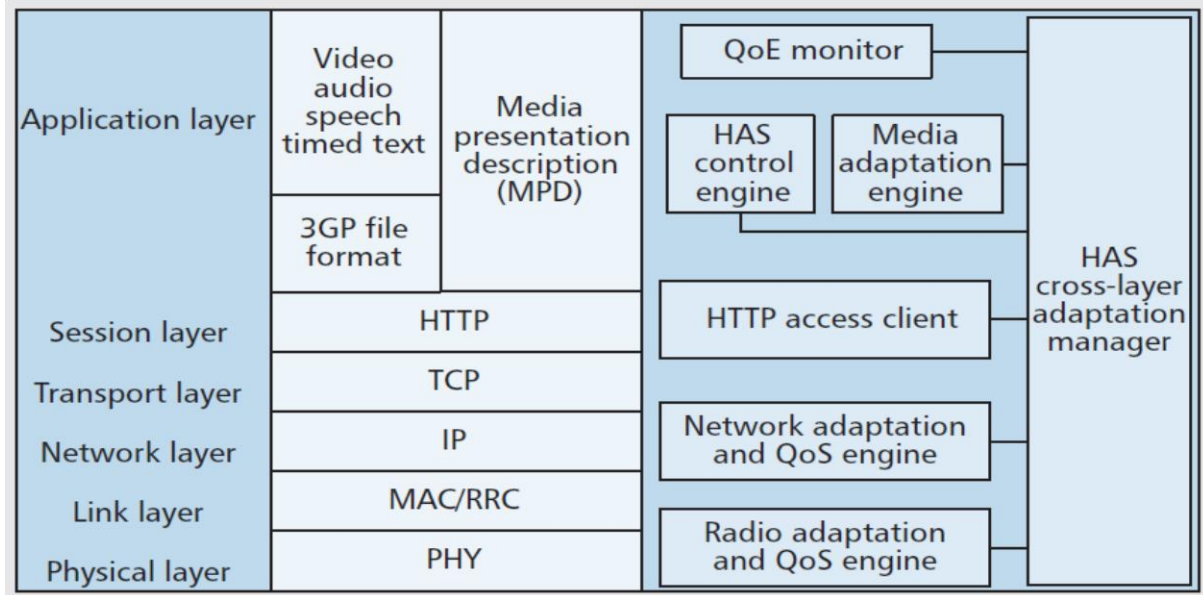 Application layer
Session layer
Transport layer
Network layer
Link layer
Physical layer
Video
audio
speech
timed text
3GP file
format
Media
presentation
description
(MPD)
HTTP
TCP
IP
MAC/RRC
PHY
QoE monitor
HAS
control
engine
Media
adaptation
engine
HTTP access client
Network adaptation
and QoS engine
Radio adaptation
and QoS engine
HAS
cross-layer
adaptation
manager